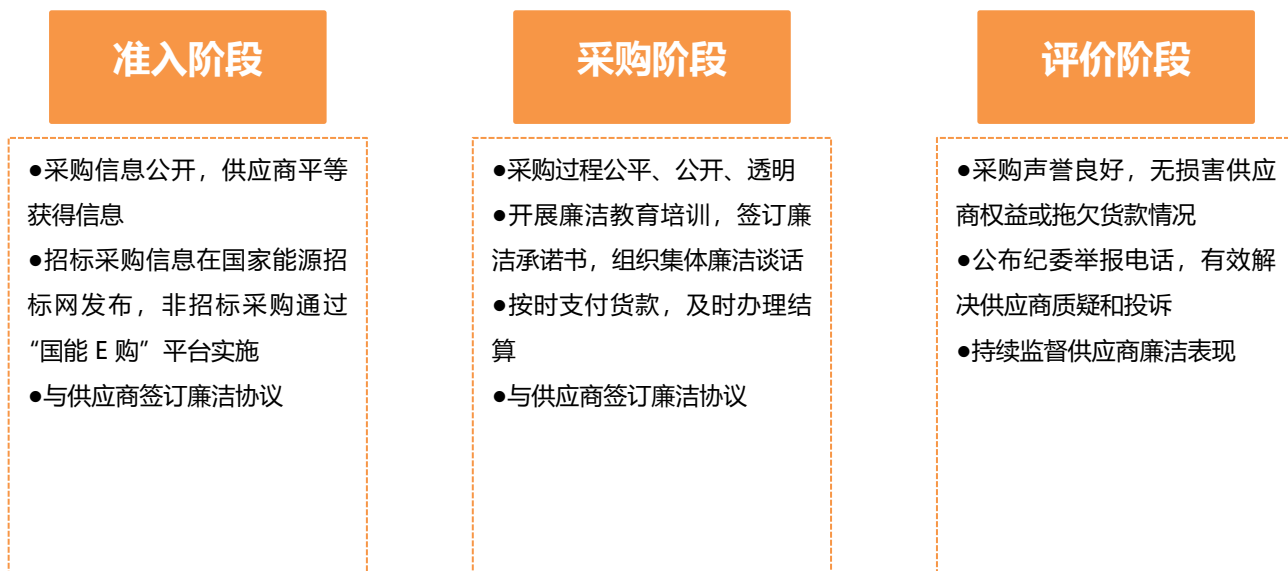 准入阶段
●采购信息公开，供应商平等
获得信息
●招标采购信息在国家能源招
标网发布，非招标采购通过
“国能 E 购”平台实施
●与供应商签订廉洁协议
采购阶段
●采购过程公平、公开、透明
●开展廉洁教育培训，签订廉
洁承诺书，组织集体廉洁谈话
●按时支付货款，及时办理结
算
●与供应商签订廉洁协议
评价阶段
●采购声誉良好，无损害供应
商权益或拖欠货款情况
●公布纪委举报电话，有效解
决供应商质疑和投诉
●持续监督供应商廉洁表现